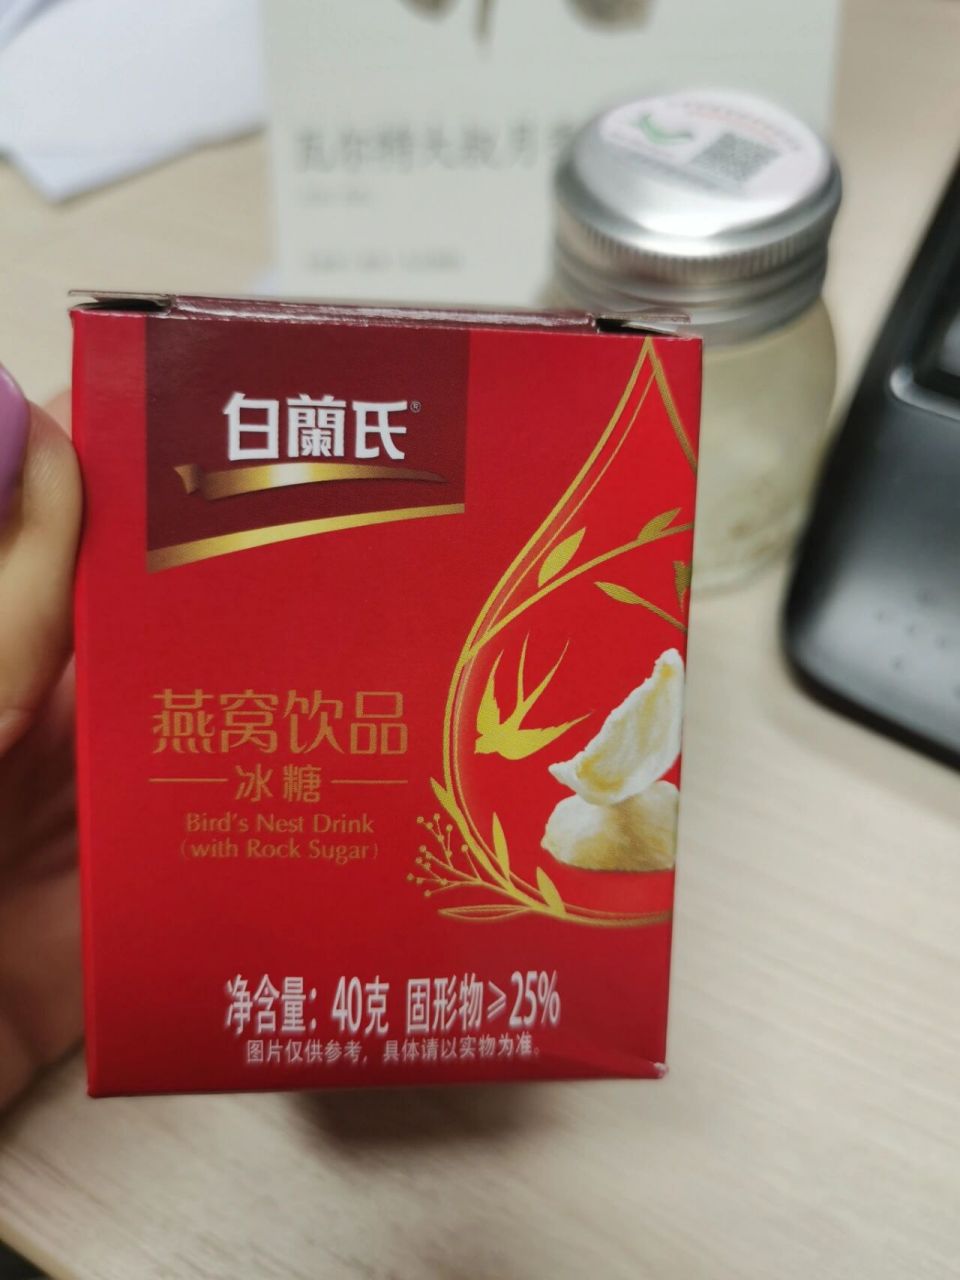 白蘭氏®
燕窝饮品
冰糖
Bird's Nest Drink
(with Rock Sugar)
净含量：40克 固形物≥25%
图片仅供参考，具体请以实物为准。